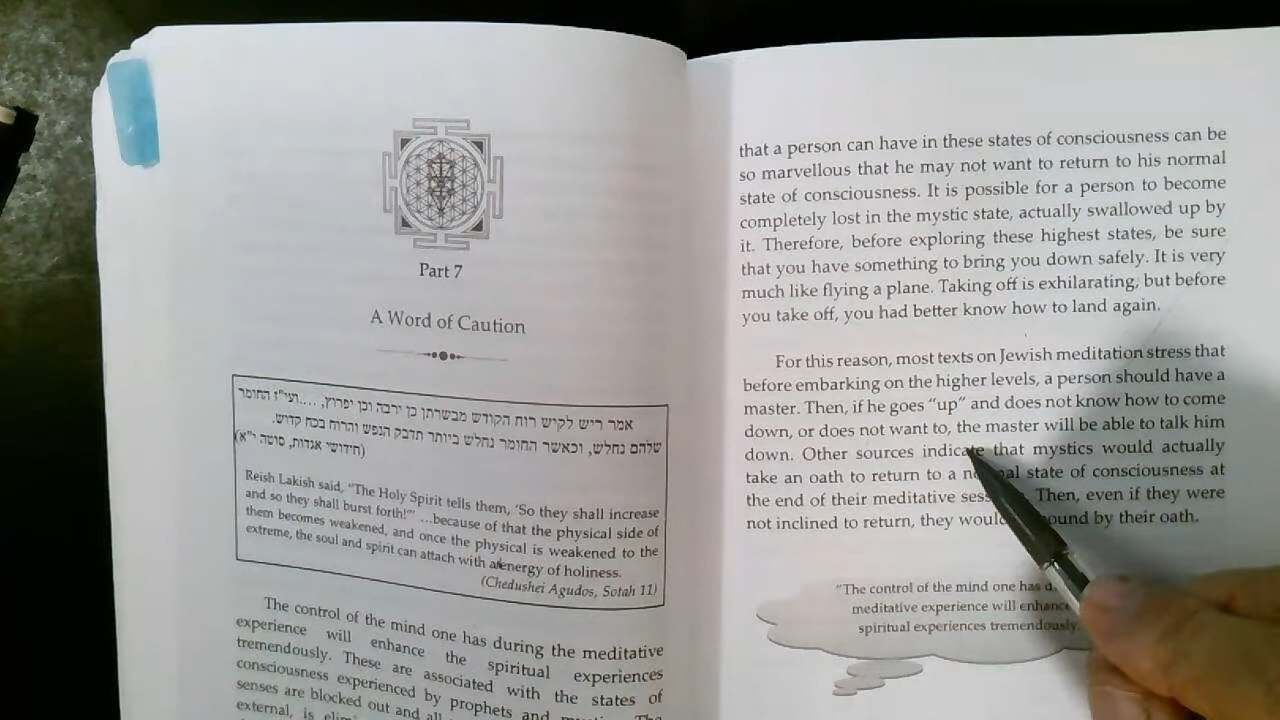 Part 7
A Word of Caution
אמר ריש לקיש רוח הקודש מבשרתן כן ירבה וכן יפרוץ, ....ועי"ז החומר
שלהם נחלש, וכאשר החומר נחלש ביותר תדבק הנפש והרוח בכח קדוש.
(חידושי אגדות, סוטה י"א)
Reish Lakish said, "The Holy Spirit tells them, 'So they shall increase
and so they shall burst forth!'" ...because of that the physical side of
them becomes weakened, and once the physical is weakened to the
extreme, the soul and spirit can attach with a energy of holiness.
(Chedushei Agudos, Sotah 11)
The control of the mind one has during the meditative
experience will enhance the spiritual experiences
tremendously. These are associated with the states of
consciousness experienced by prophets and The
senses are blocked out and all
external, is
that a person can have in these states of consciousness can be
so marvellous that he may not want to return to his normal
state of consciousness. It is possible for a person to become
completely lost in the mystic state, actually swallowed up by
it. Therefore, before exploring these highest states, be sure
that you have something to bring you down safely. It is very
much like flying a plane. Taking off is exhilarating, but before
you take off, you had better know how to land again.
For this reason, most texts on Jewish meditation stress that
before embarking on the higher levels, a person should have a
master. Then, if he goes "up" and does not know how to come
down, or does not want to, the master will be able to talk him
down. Other sources indicate that mystics would actually
take an oath to return to a state of consciousness at
the end of their meditative Then, even if they were
not inclined to return, they would by their oath.
"The control of the mind one has
meditative experience will enhance
spiritual experiences tremendously.